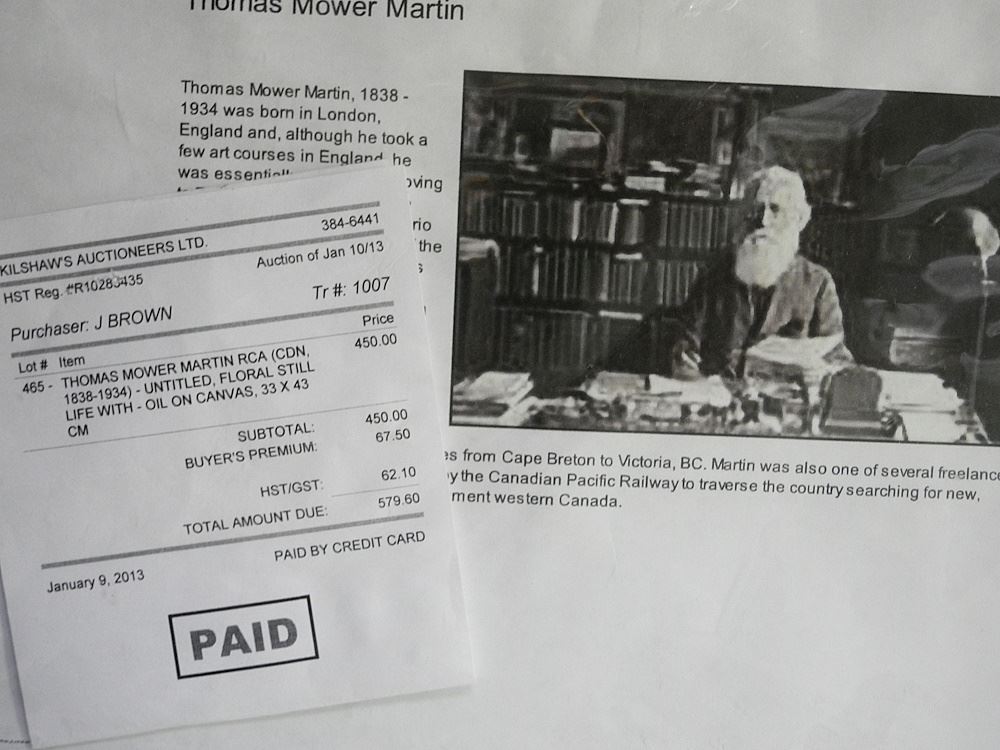 Thomas Mower Martin
Thomas Mower Martin, 1838 -
1934 was born in London,
England and, although he took a
few art courses in England he
was essentially
oving
rio
the
s
es from Cape Breton to Victoria, BC. Martin was also one of several freelance
y the Canadian Pacific Railway to traverse the country searching for new,
ment western Canada.
KILSHAW'S AUCTIONEERS LTD. 384-6441
HST Reg. #R10283435 Auction of Jan 10/13
Purchaser: J BROWN Tr #: 1007
Lot # Item Price
465 - THOMAS MOWER MARTIN RCA (CDN, 450.00
1838-1934) - UNTITLED, FLORAL STILL
LIFE WITH - OIL ON CANVAS, 33 X 43
CM
SUBTOTAL: 450.00
BUYER'S PREMIUM: 67.50
HST/GST: 62.10
TOTAL AMOUNT DUE: 579.60
PAID BY CREDIT CARD
January 9, 2013
PAID